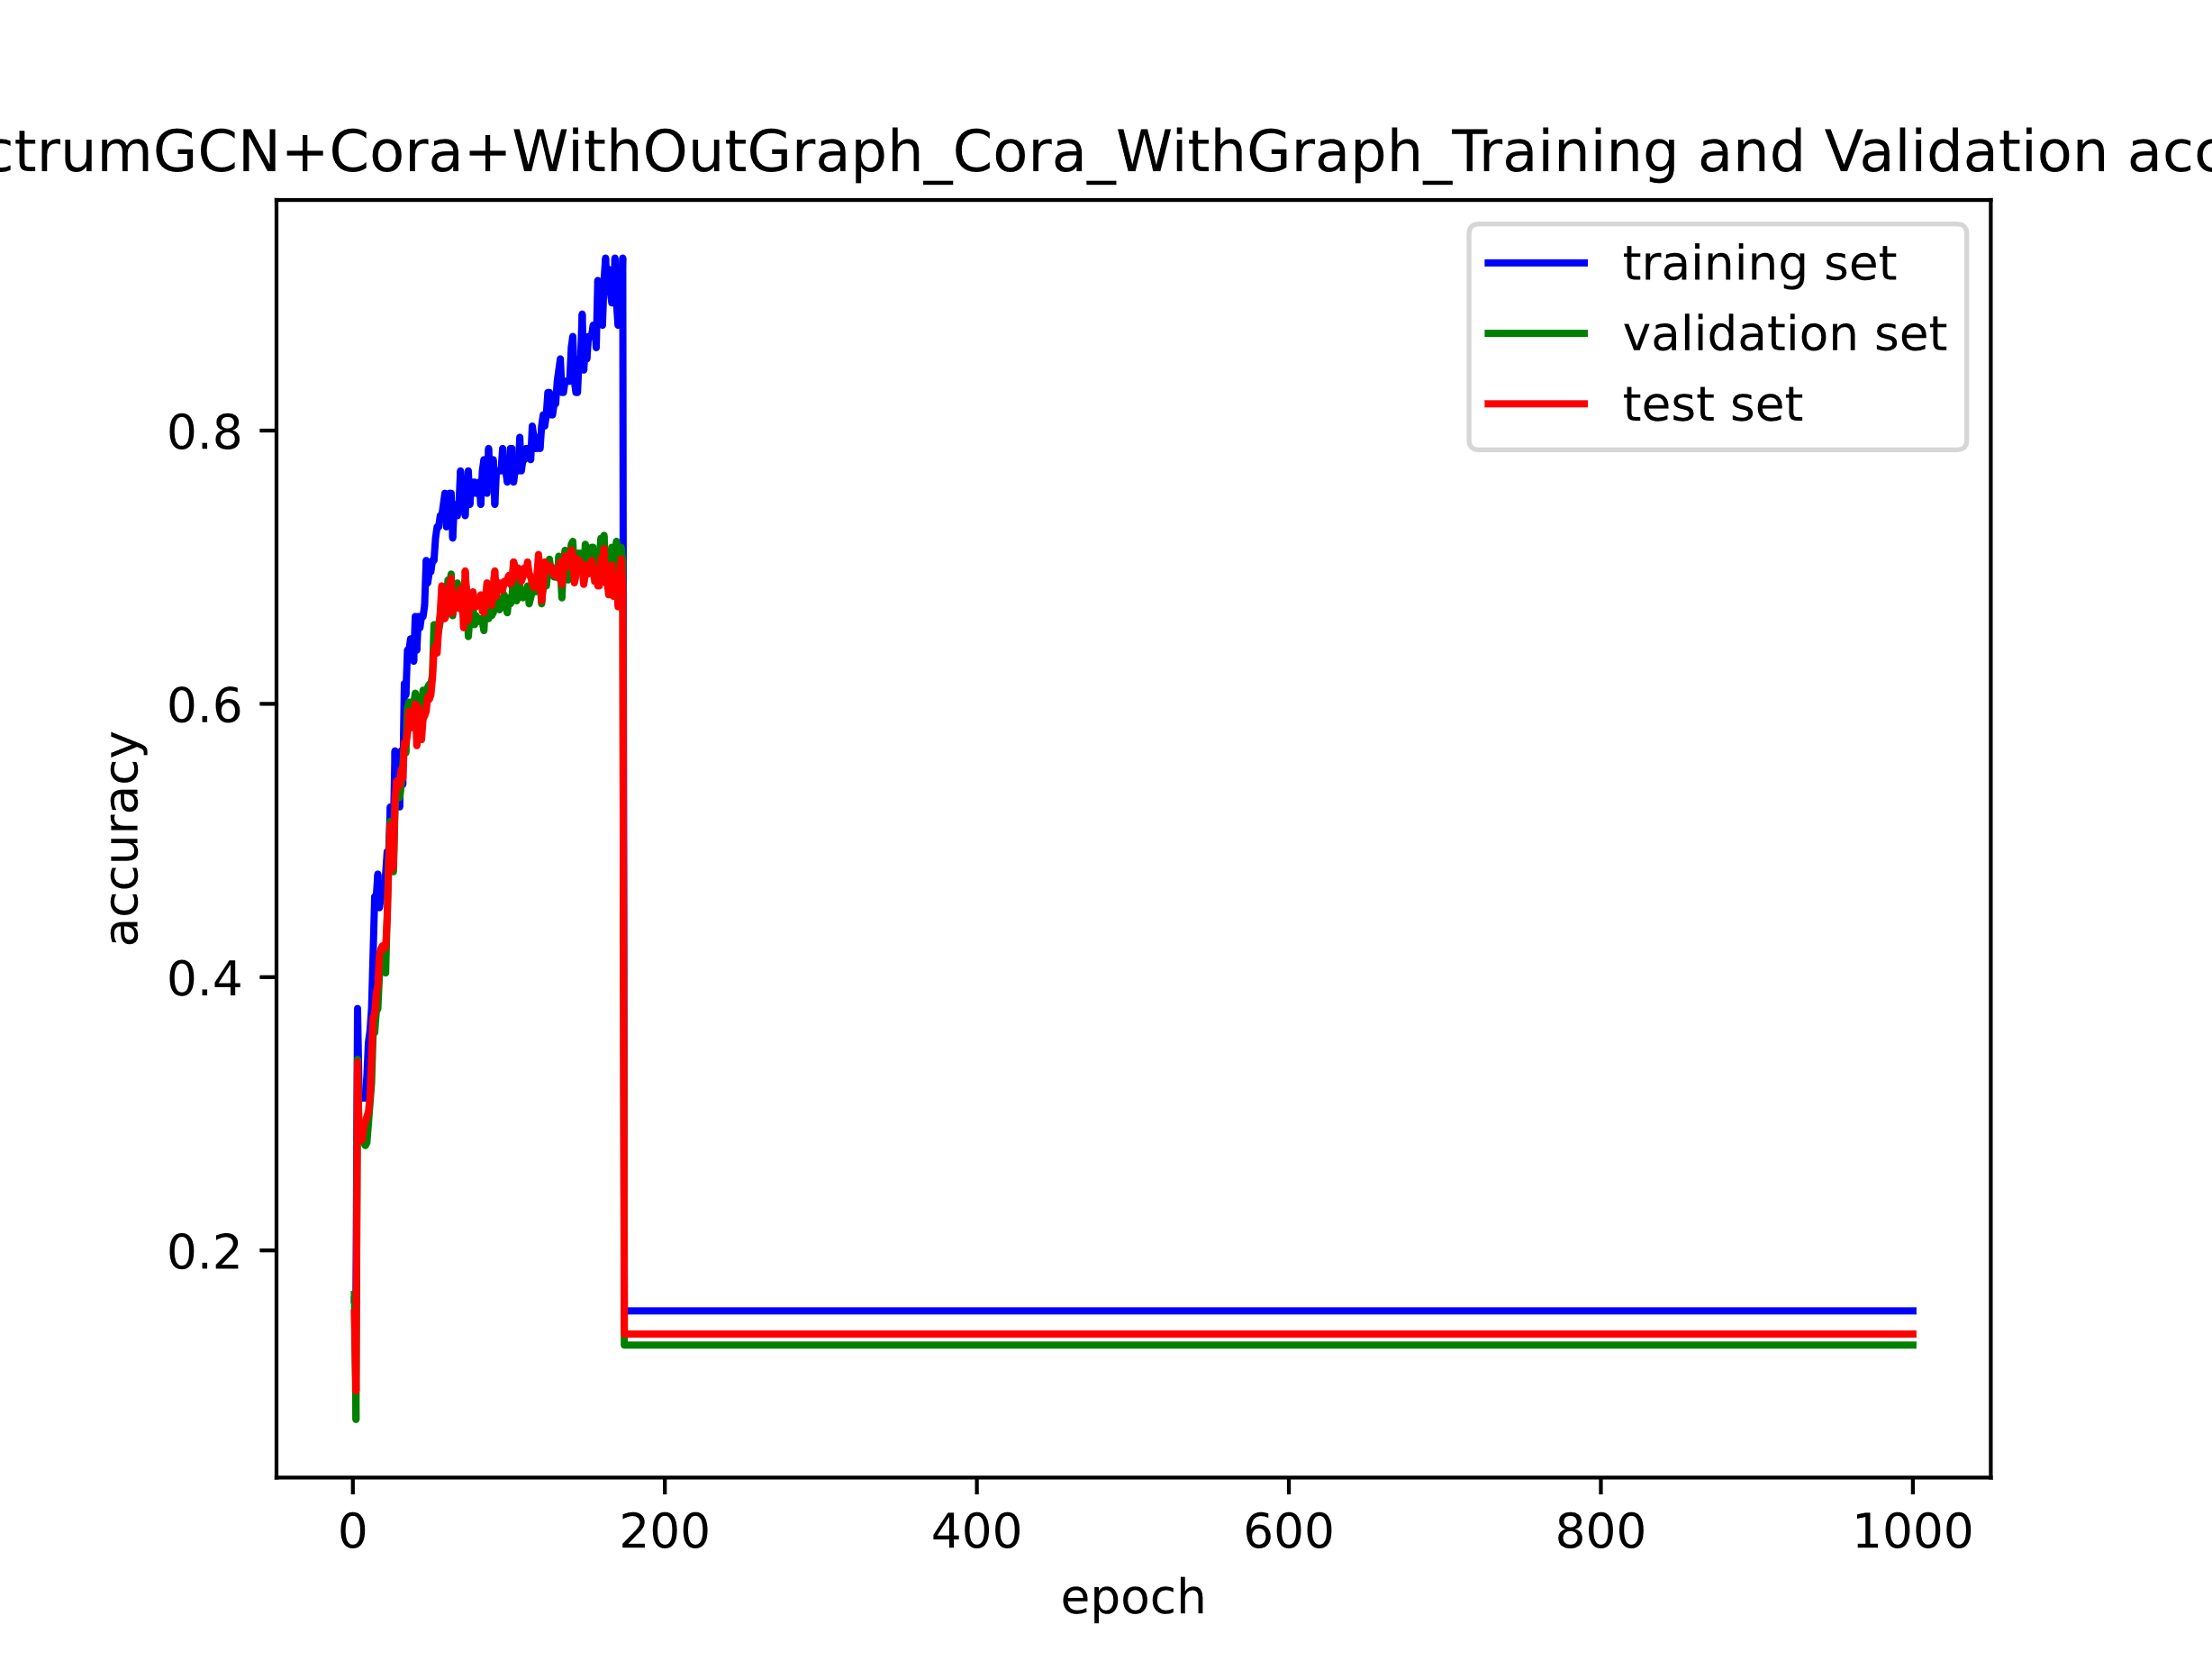 ctrumGCN+Cora+WithOutGraph_Cora_WithGraph_Training and Validation acc
training set
validation set
test set
0.8
0.6
0.4
0.2
accuracy
0 200 400 600 800 1000
epoch